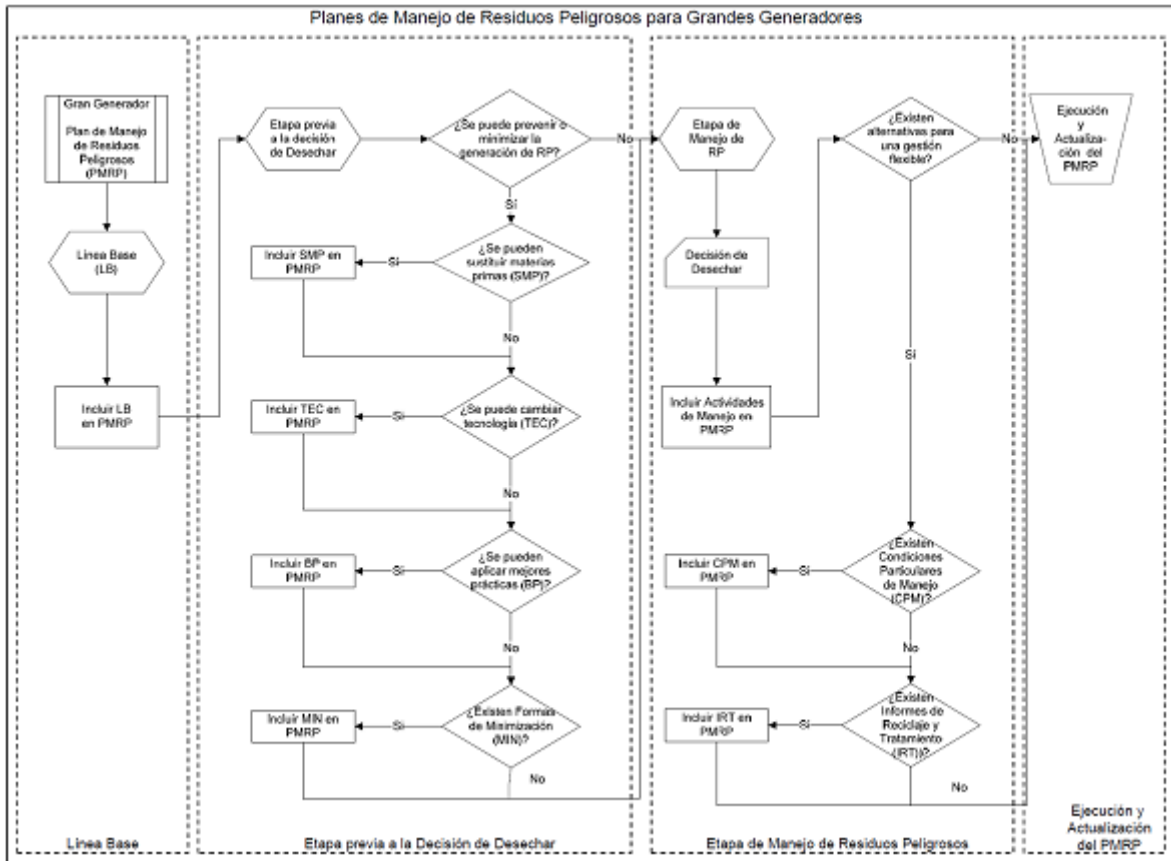 Planes de Manejo de Residuos Peligrosos para Grandes Generadores
Gran Generador
Plan de Manejo
de Residuos
Peligrosos
(PMRP)
Línea Base
(LB)
Incluir LB
en PMRP
Línea Base
Etapa previa
a la decisión
de Desechar
¿Se puede prevenir o
minimizar la
generación de RP?
No
Sí
¿Se pueden
sustituir materias
primas (SMP)?
Sí
Incluir SMP en
PMRP
No
¿Se puede cambiar
tecnología (TEC)?
Sí
Incluir TEC en
PMRP
No
¿Se pueden
aplicar mejores
prácticas (BP)?
Sí
Incluir BP en
PMRP
No
¿Existen Formas
de Minimización
(MIN)?
Sí
Incluir MIN en
PMRP
No
Etapa previa a la Decisión de Desechar
Etapa de
Manejo de
RP
Decisión de
Desechar
Incluir Actividades
de Manejo en
PMRP
¿Existen
alternativas para
una gestión
flexible?
No
Sí
¿Existen
Condiciones
Particulares
de Manejo
(CPM)?
Sí
Incluir CPM en
PMRP
No
¿Existen
Informes de
Reciclaje y
Tratamiento
(IRT))?
Sí
Incluir IRT en
PMRP
No
Etapa de Manejo de Residuos Peligrosos
Ejecución
y
Actualiza-
ción del
PMRP
Ejecución y
Actualización
del PMRP